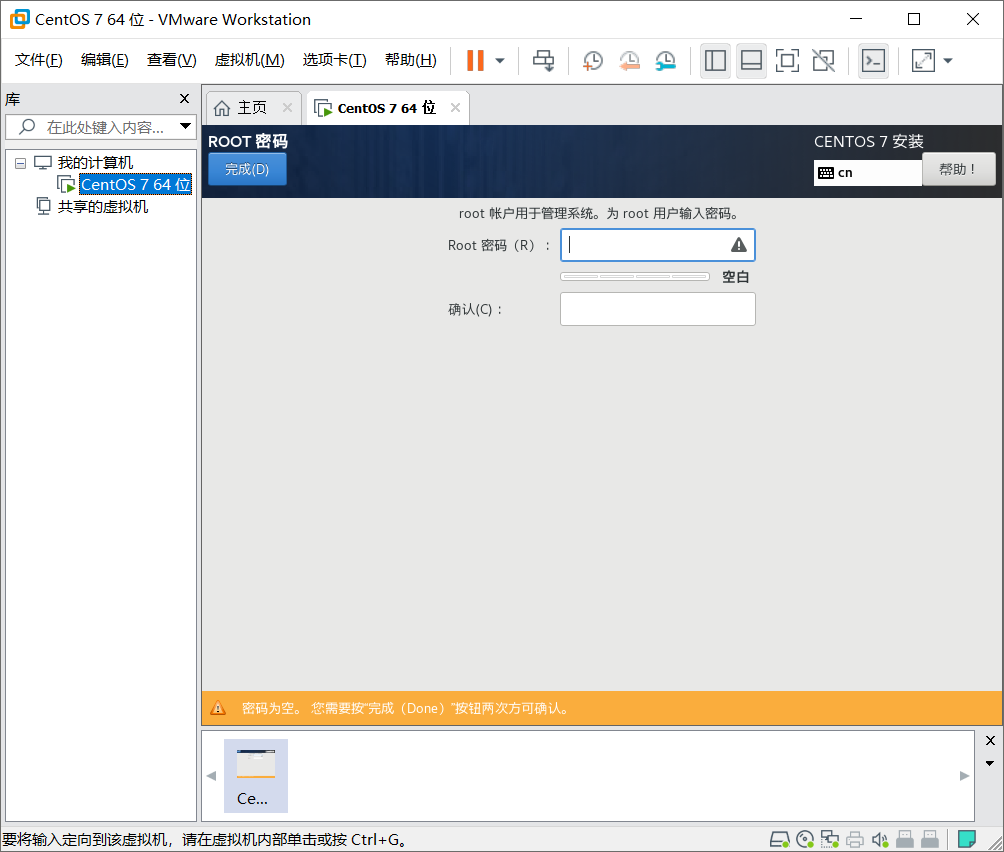 CentOS 7 64 位 - VMware Workstation
文件(F) 编辑(E) 查看(V) 虚拟机(M) 选项卡(T) 帮助(H)
库
在此处键入内容...
我的计算机
CentOS 7 64 位
共享的虚拟机
主页
CentOS 7 64 位
ROOT 密码
完成(D)
CENTOS 7 安装
cn
帮助！
root 帐户用于管理系统。为 root 用户输入密码。
Root 密码（R）：
空白
确认(C)：
密码为空。 您需要按“完成（Done）”按钮两次方可确认。
Ce...
要将输入定向到该虚拟机，请在虚拟机内部单击或按 Ctrl+G。